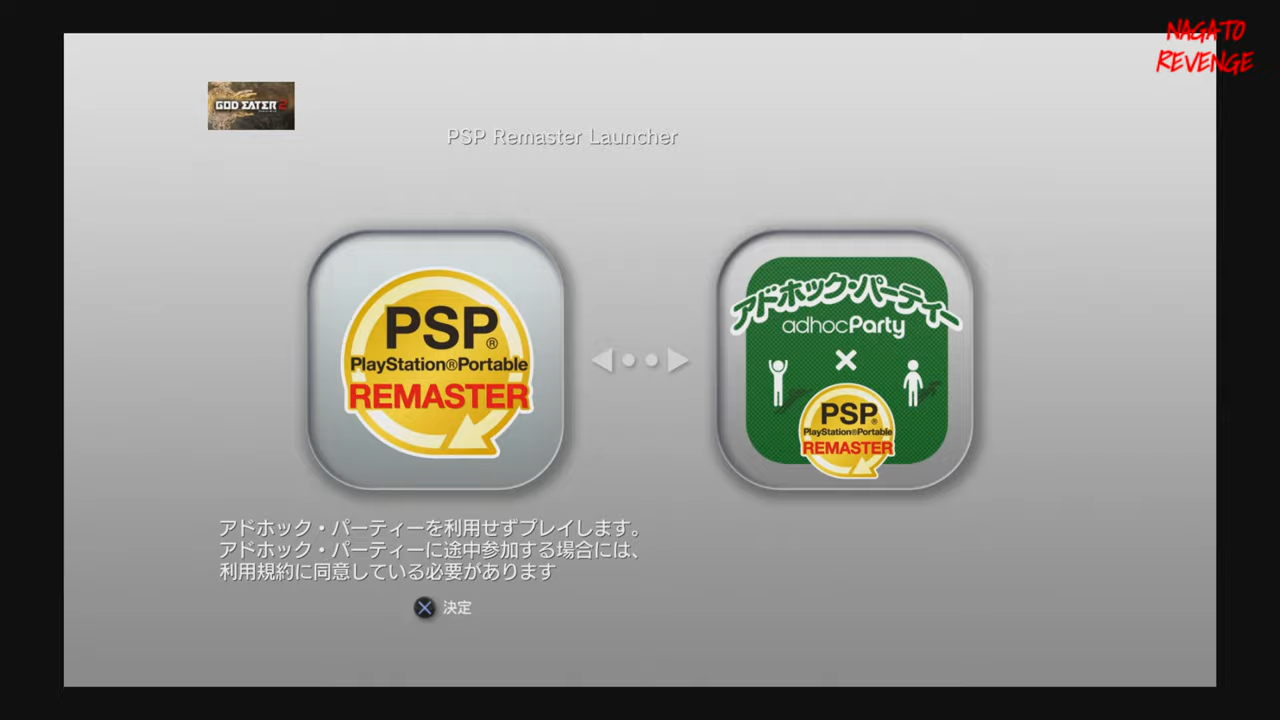 NAGATO
REVENGE
GOD EATER 2
PSP Remaster Launcher
PSP®
PlayStation®Portable
REMASTER
アドホック・パーティー
adhocParty
×
PSP®
PlayStation®Portable
REMASTER
アドホック・パーティーを利用せずプレイします。
アドホック・パーティーに途中参加する場合には、
利用規約に同意している必要があります
決定